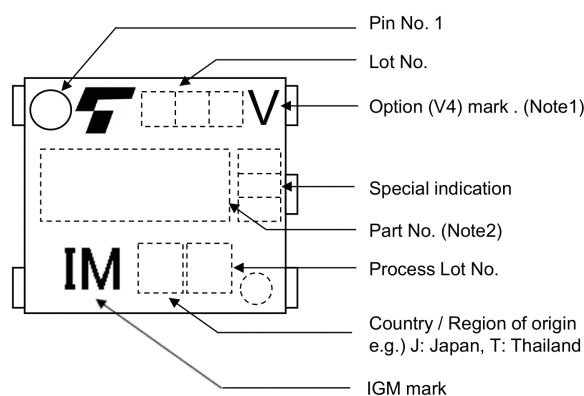 Pin No. 1
Lot No.
V
Option (V4) mark . (Note1)
Special indication
Part No. (Note2)
IM
Process Lot No.
Country / Region of origin
e.g.) J: Japan, T: Thailand
IGM mark